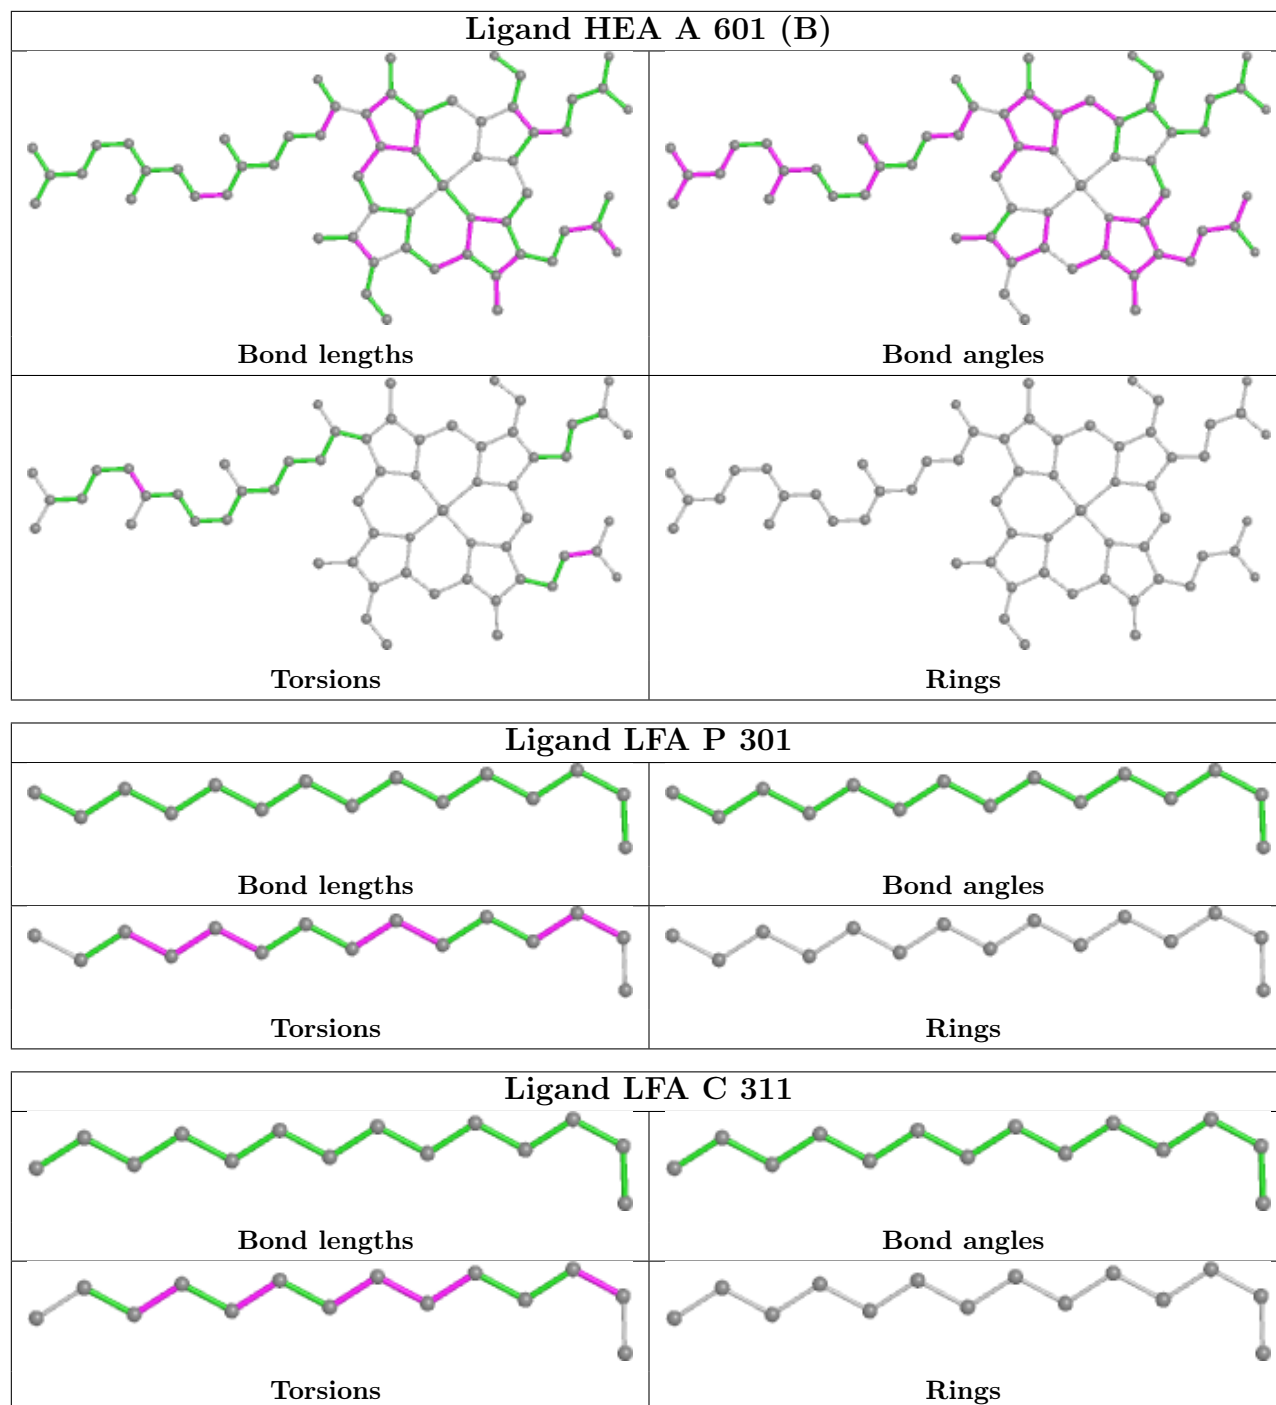 Ligand HEA A 601 (B)
Bond lengths
Bond angles
Torsions
Rings
Ligand LFA P 301
Bond lengths
Bond angles
Torsions
Rings
Ligand LFA C 311
Bond lengths
Bond angles
Torsions
Rings